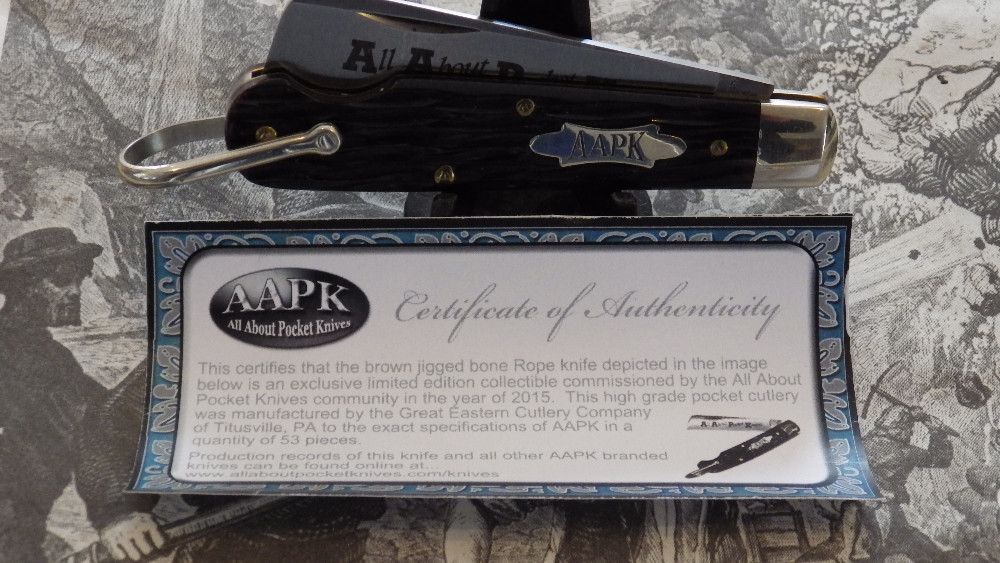 All About
AAPK
AAPK
All About Pocket Knives
Certificate of Authenticity
This certifies that the brown jigged bone Rope knife depicted in the image
below is an exclusive limited edition collectible commissioned by the All About
Pocket Knives community in the year of 2015. This high grade pocket cutlery
was manufactured by the Great Eastern Cutlery Company
of Titusville, PA to the exact specifications of AAPK in a
quantity of 53 pieces.
Production records of this knife and all other AAPK branded
knives can be found online at...
www.allaboutpocketknives.com/knives